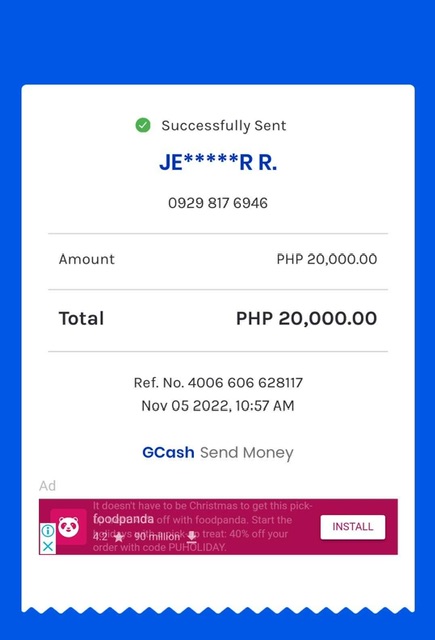 Successfully Sent
JE*****R R.
0929 817 6946
Amount PHP 20,000.00
Total PHP 20,000.00
Ref. No. 4006 606 628117
Nov 05 2022, 10:57 AM
GCash Send Money
Ad
It doesn't have to be Christmas to get this pick-
foodpanda
off with foodpanda. Start the
treat: 40% off your
4.2 ★ 90 million
order with code PUHOLIDAY.
INSTALL